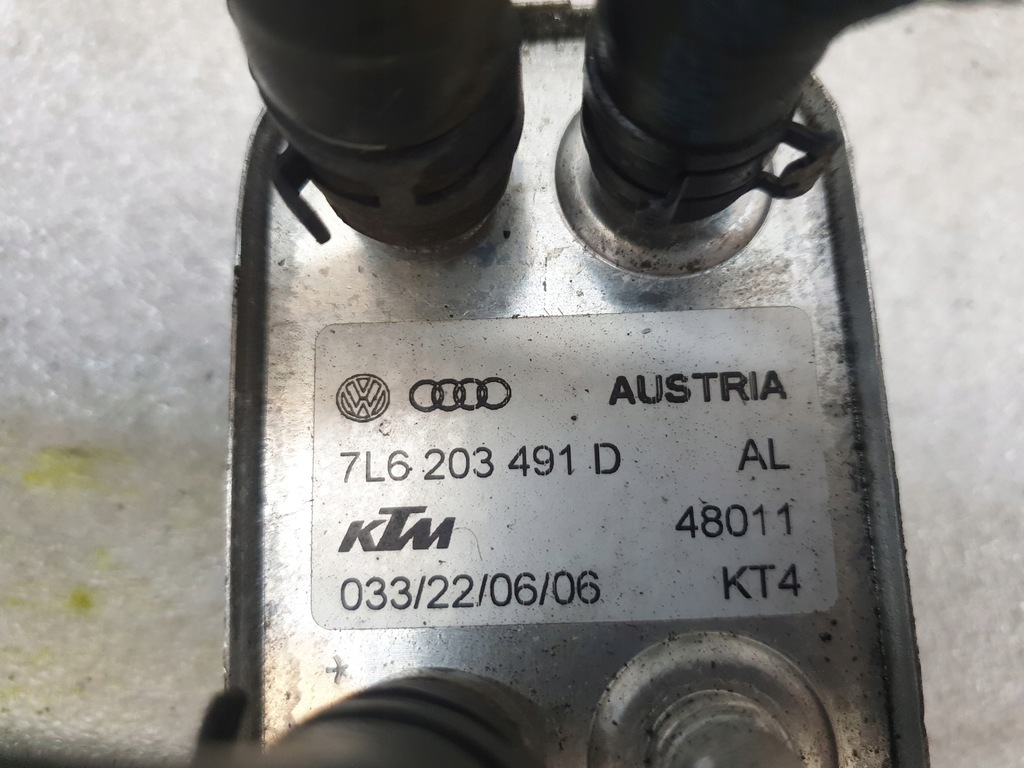 AUSTRIA
7L6 203 491 D AL
KTM 48011
033/22/06/06 KT4
*